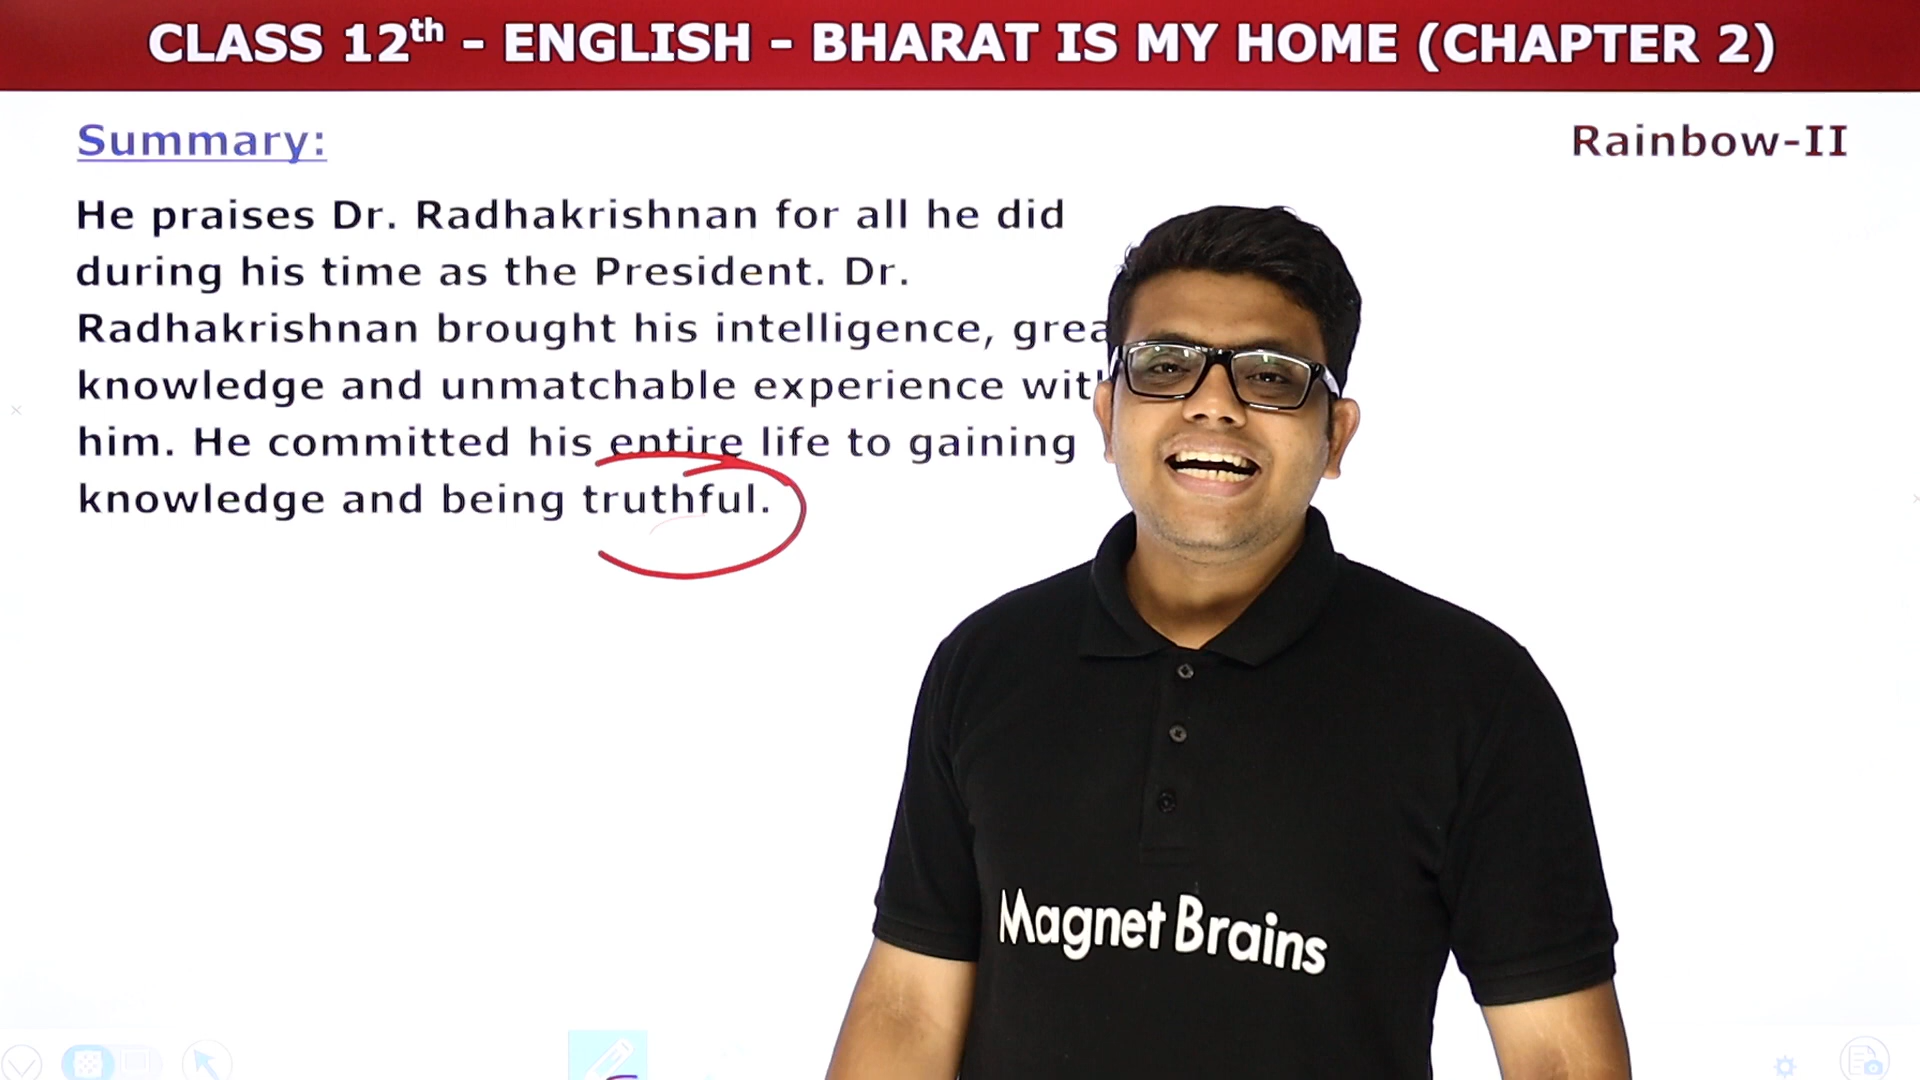 CLASS 12th - ENGLISH - BHARAT IS MY HOME (CHAPTER 2)
Summary:
Rainbow-II
He praises Dr. Radhakrishnan for all he did
during his time as the President. Dr.
Radhakrishnan brought his intelligence,
knowledge and unmatchable experience
him. He committed his entire life to gaining
knowledge and being truthful.
Magnet Brains